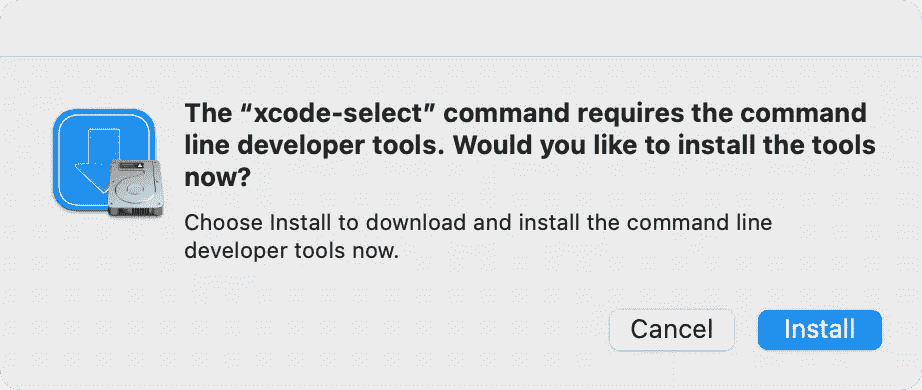 The “xcode-select” command requires the command
line developer tools. Would you like to install the tools
now?
Choose Install to download and install the command line
developer tools now.
Cancel Install